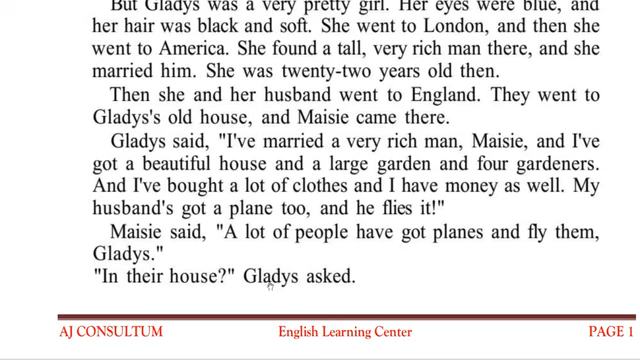 But Gladys was a very pretty girl. Her eyes were blue, and
her hair was black and soft. She went to London, and then she
went to America. She found a tall, very rich man there, and she
married him. She was twenty-two years old then.
Then she and her husband went to England. They went to
Gladys's old house, and Maisie came there.
Gladys said, "I've married a very rich man, Maisie, and I've
got a beautiful house and a large garden and four gardeners.
And I've bought a lot of clothes and I have money as well. My
husband's got a plane too, and he flies it!"
Maisie said, "A lot of people have got planes and fly them,
Gladys."
"In their house?" Gladys asked.
AJ CONSULTUM English Learning Center PAGE 1